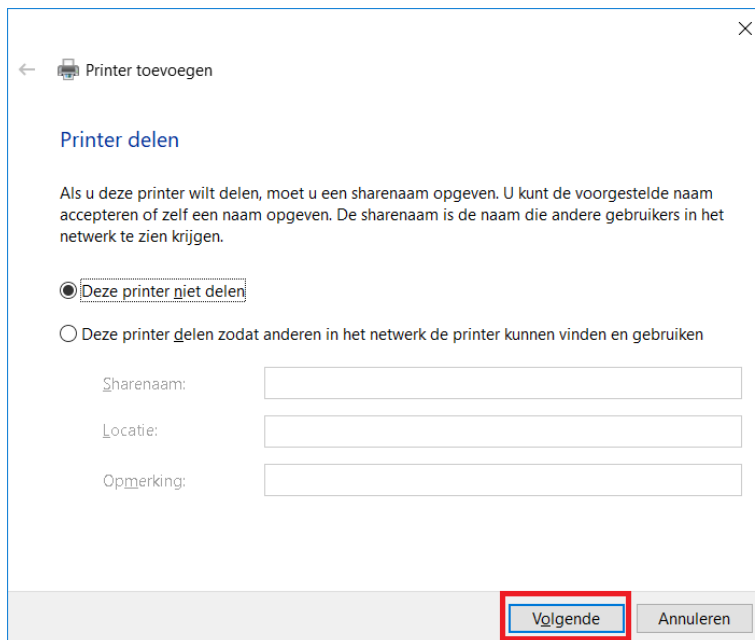 Printer toevoegen
Printer delen
Als u deze printer wilt delen, moet u een sharenaam opgeven. U kunt de voorgestelde naam
accepteren of zelf een naam opgeven. De sharenaam is de naam die andere gebruikers in het
netwerk te zien krijgen.
Deze printer niet delen
Deze printer delen zodat anderen in het netwerk de printer kunnen vinden en gebruiken
Sharenaam:
Locatie:
Opmerking:
Volgende Annuleren